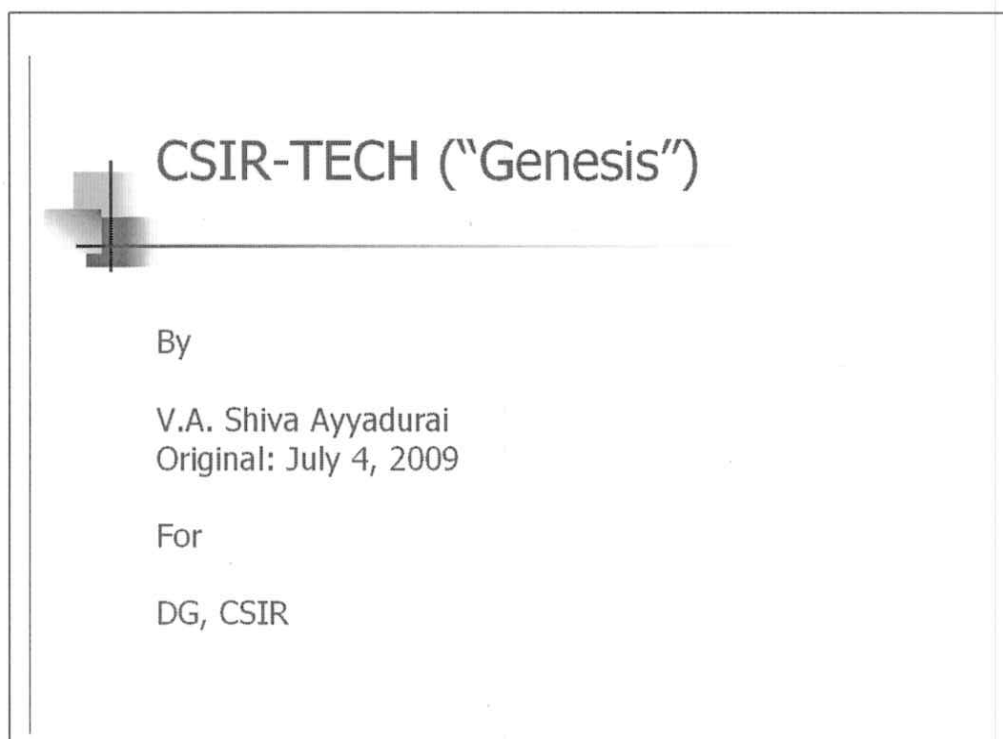 CSIR-TECH (“Genesis”)
By
V.A. Shiva Ayyadurai
Original: July 4, 2009
For
DG, CSIR